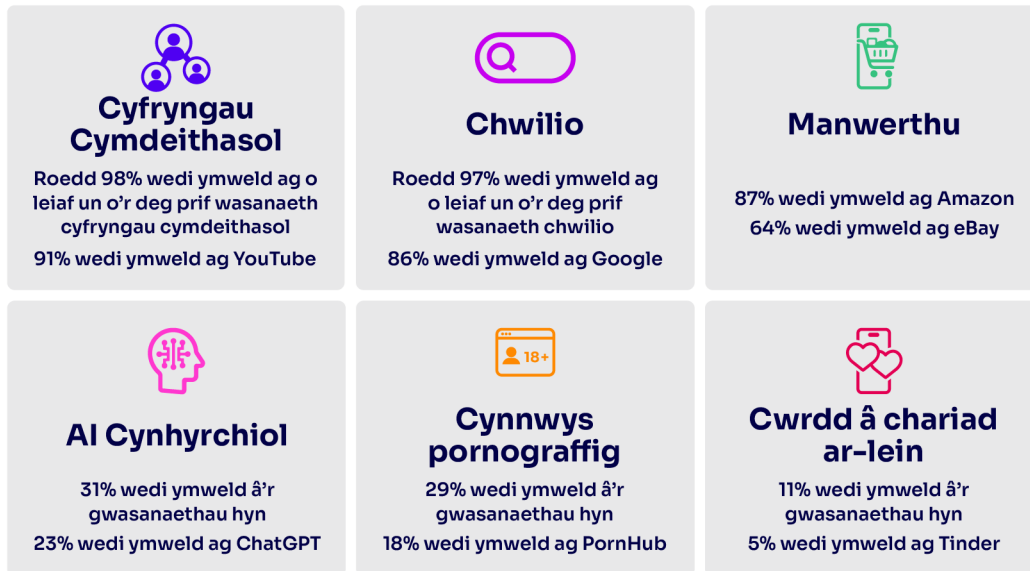 Cyfryngau
Cymdeithasol
Roedd 98% wedi ymweld ag o
leiaf un o’r deg prif wasanaeth
cyfryngau cymdeithasol
91% wedi ymweld ag YouTube
Chwilio
Roedd 97% wedi ymweld ag
o leiaf un o’r deg prif
wasanaeth chwilio
86% wedi ymweld ag Google
Manwerthu
87% wedi ymweld ag Amazon
64% wedi ymweld ag eBay
AI Cynhyrchiol
31% wedi ymweld â’r
gwasanaethau hyn
23% wedi ymweld ag ChatGPT
18+
Cynnwys
pornograffig
29% wedi ymweld â’r
gwasanaethau hyn
18% wedi ymweld ag PornHub
Cwrdd â chariad
ar-lein
11% wedi ymweld â’r
gwasanaethau hyn
5% wedi ymweld ag Tinder